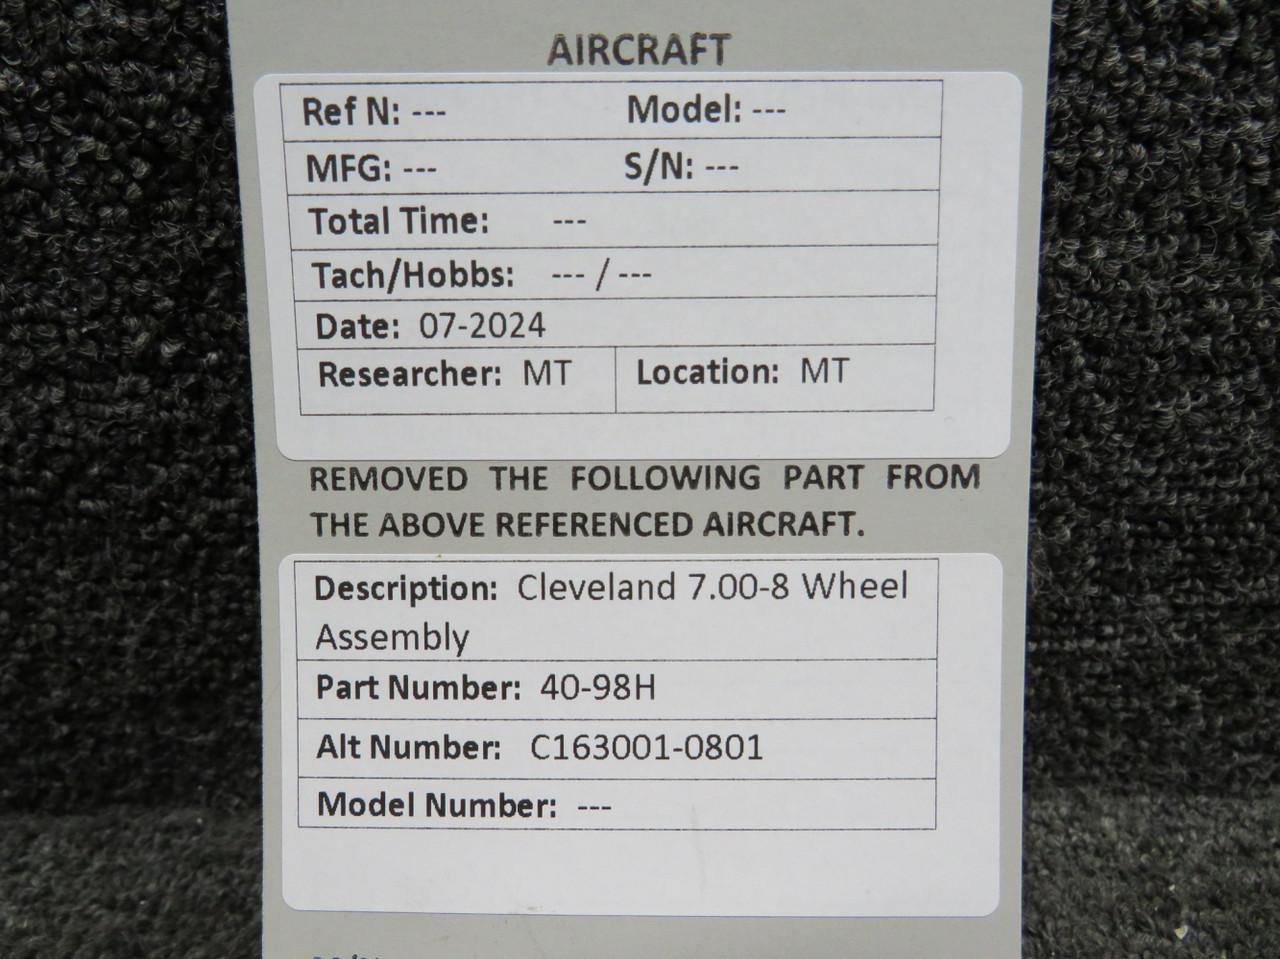 AIRCRAFT
Ref N: --- Model: ---
MFG: --- S/N: ---
Total Time: ---
Tach/Hobbs: --- / ---
Date: 07-2024
Researcher: MT Location: MT
REMOVED THE FOLLOWING PART FROM
THE ABOVE REFERENCED AIRCRAFT.
Description: Cleveland 7.00-8 Wheel
Assembly
Part Number: 40-98H
Alt Number: C163001-0801
Model Number: ---